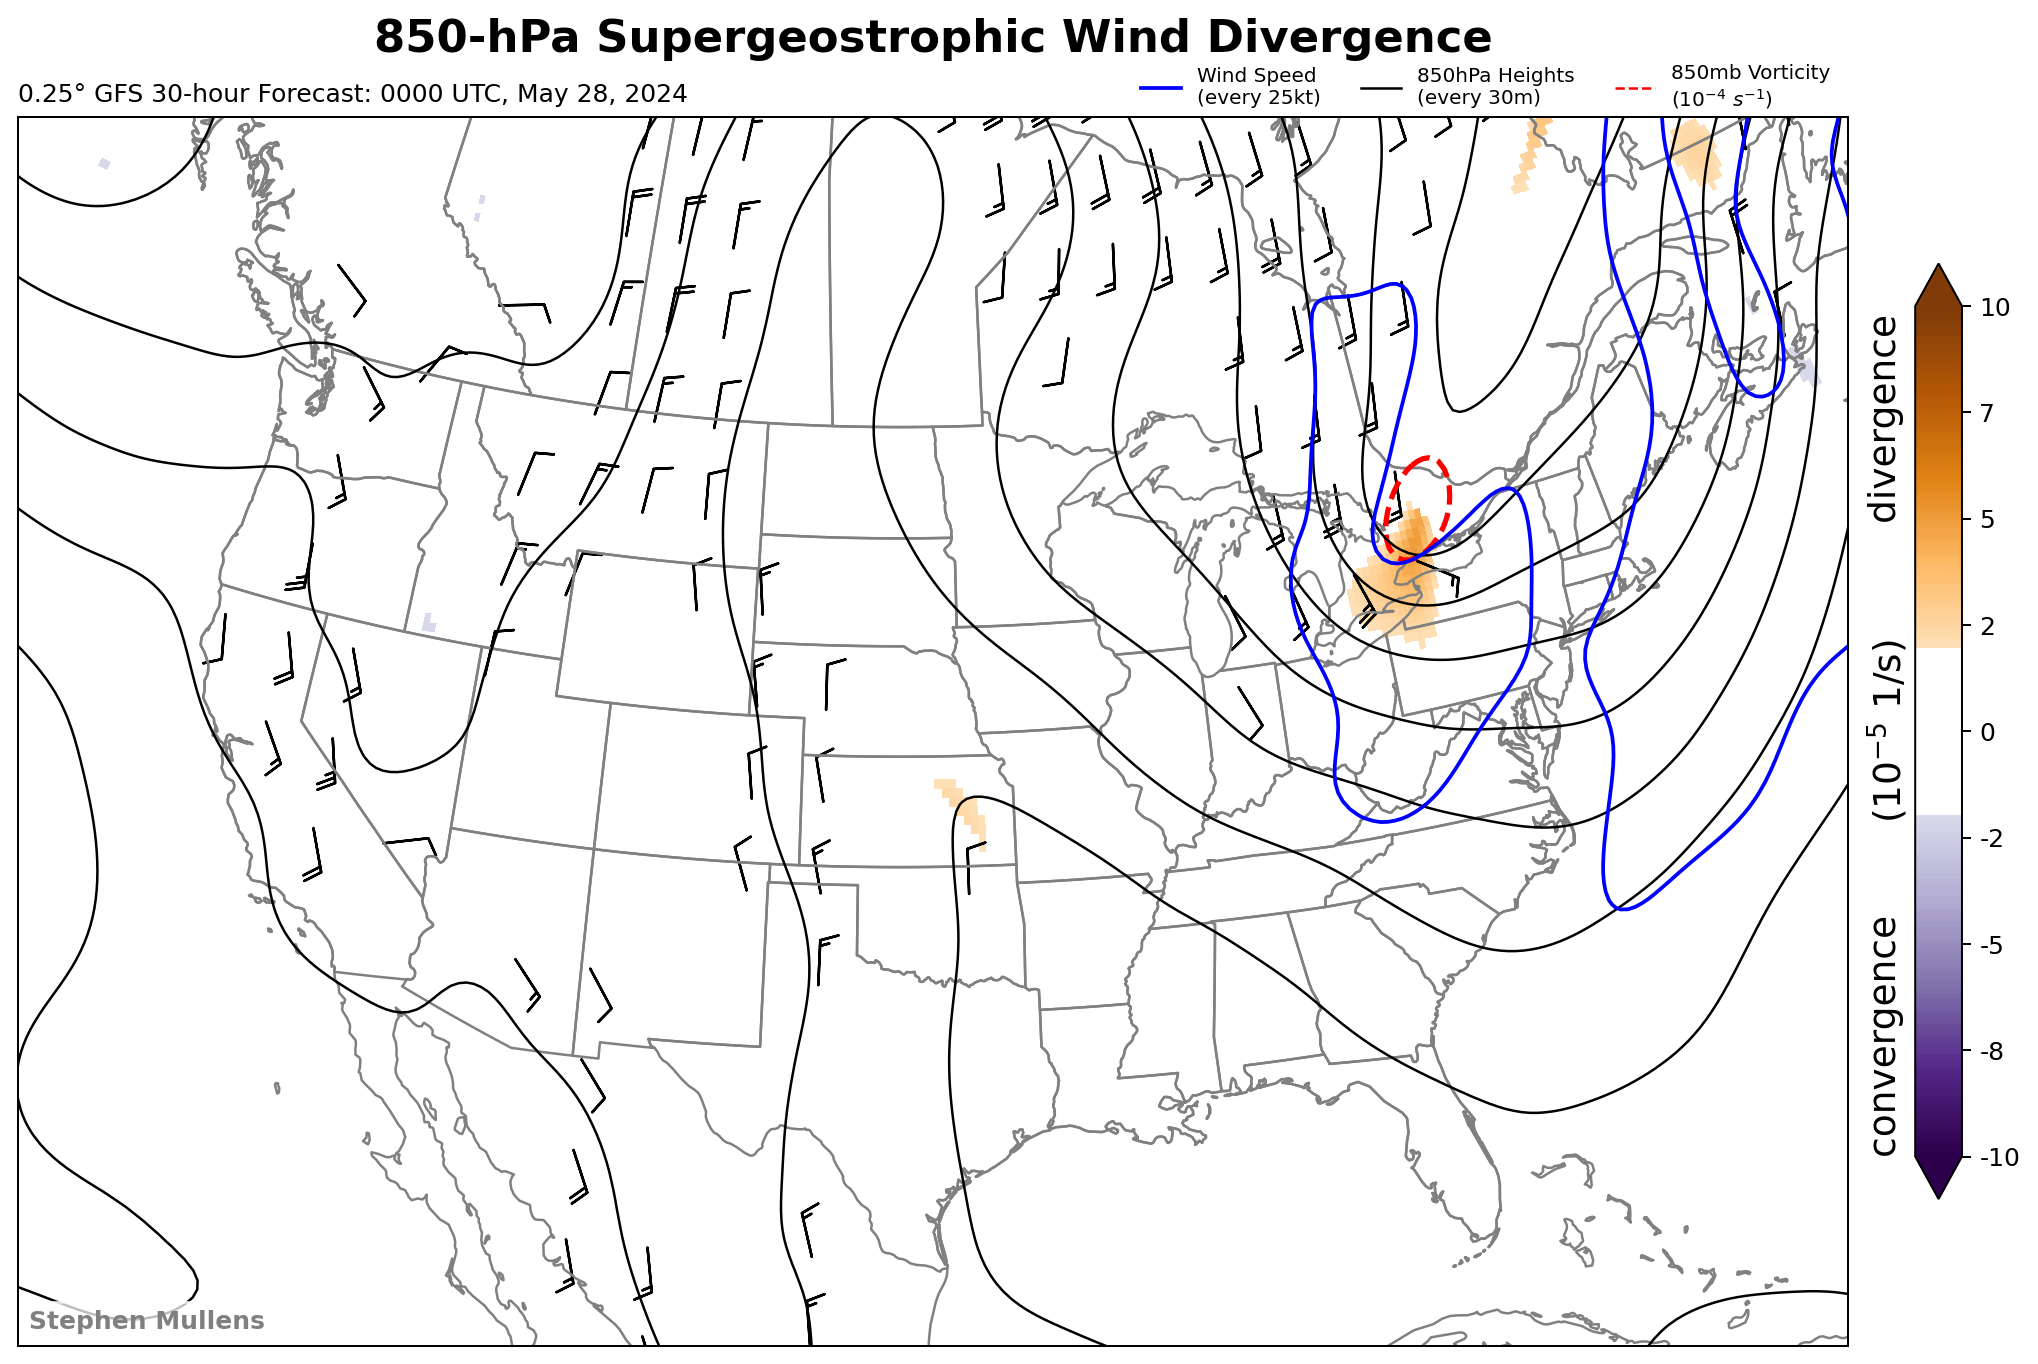 850-hPa Supergeostrophic Wind Divergence
0.25° GFS 30-hour Forecast: 0000 UTC, May 28, 2024
Wind Speed
(every 25kt)
850hPa Heights
(every 30m)
850mb Vorticity
(10⁻⁴ s⁻¹)
10
7
5
2
0
-2
-5
-8
-10
convergence (10⁻⁵ 1/s) divergence
Stephen Mullens